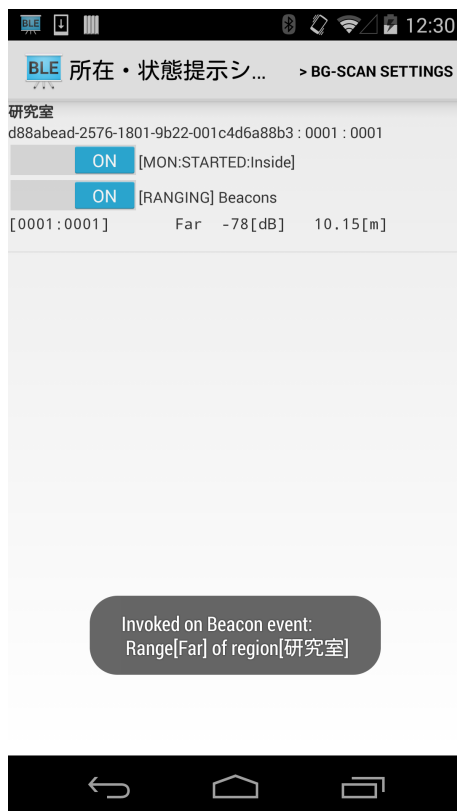 BLE
12:30
BLE 所在・状態提示シ... > BG-SCAN SETTINGS
研究室
d88abead-2576-1801-9b22-001c4d6a88b3 : 0001 : 0001
ON [MON:STARTED:Inside]
ON [RANGING] Beacons
[0001:0001] Far -78[dB] 10.15[m]
Invoked on Beacon event:
Range[Far] of region[研究室]